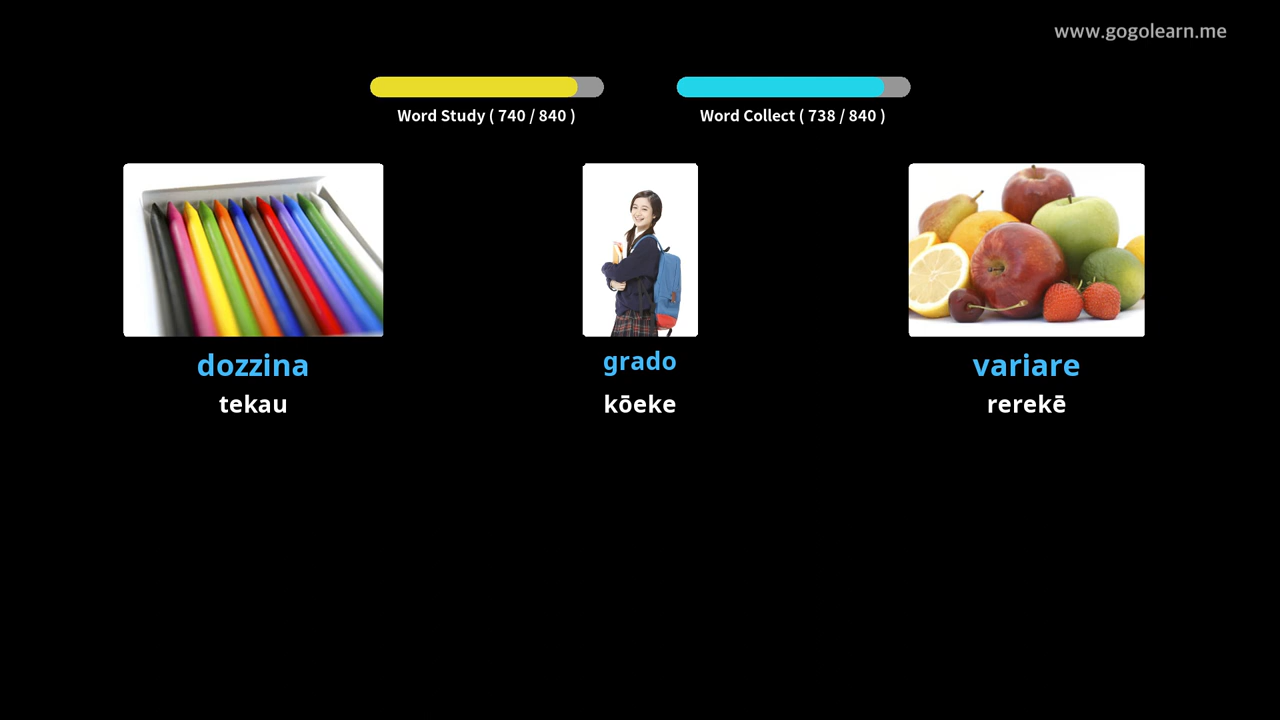 www.gogolearn.me
Word Study ( 740 / 840 )
Word Collect ( 738 / 840 )
dozzina
grado
variare
tekau
kōeke
rerekē